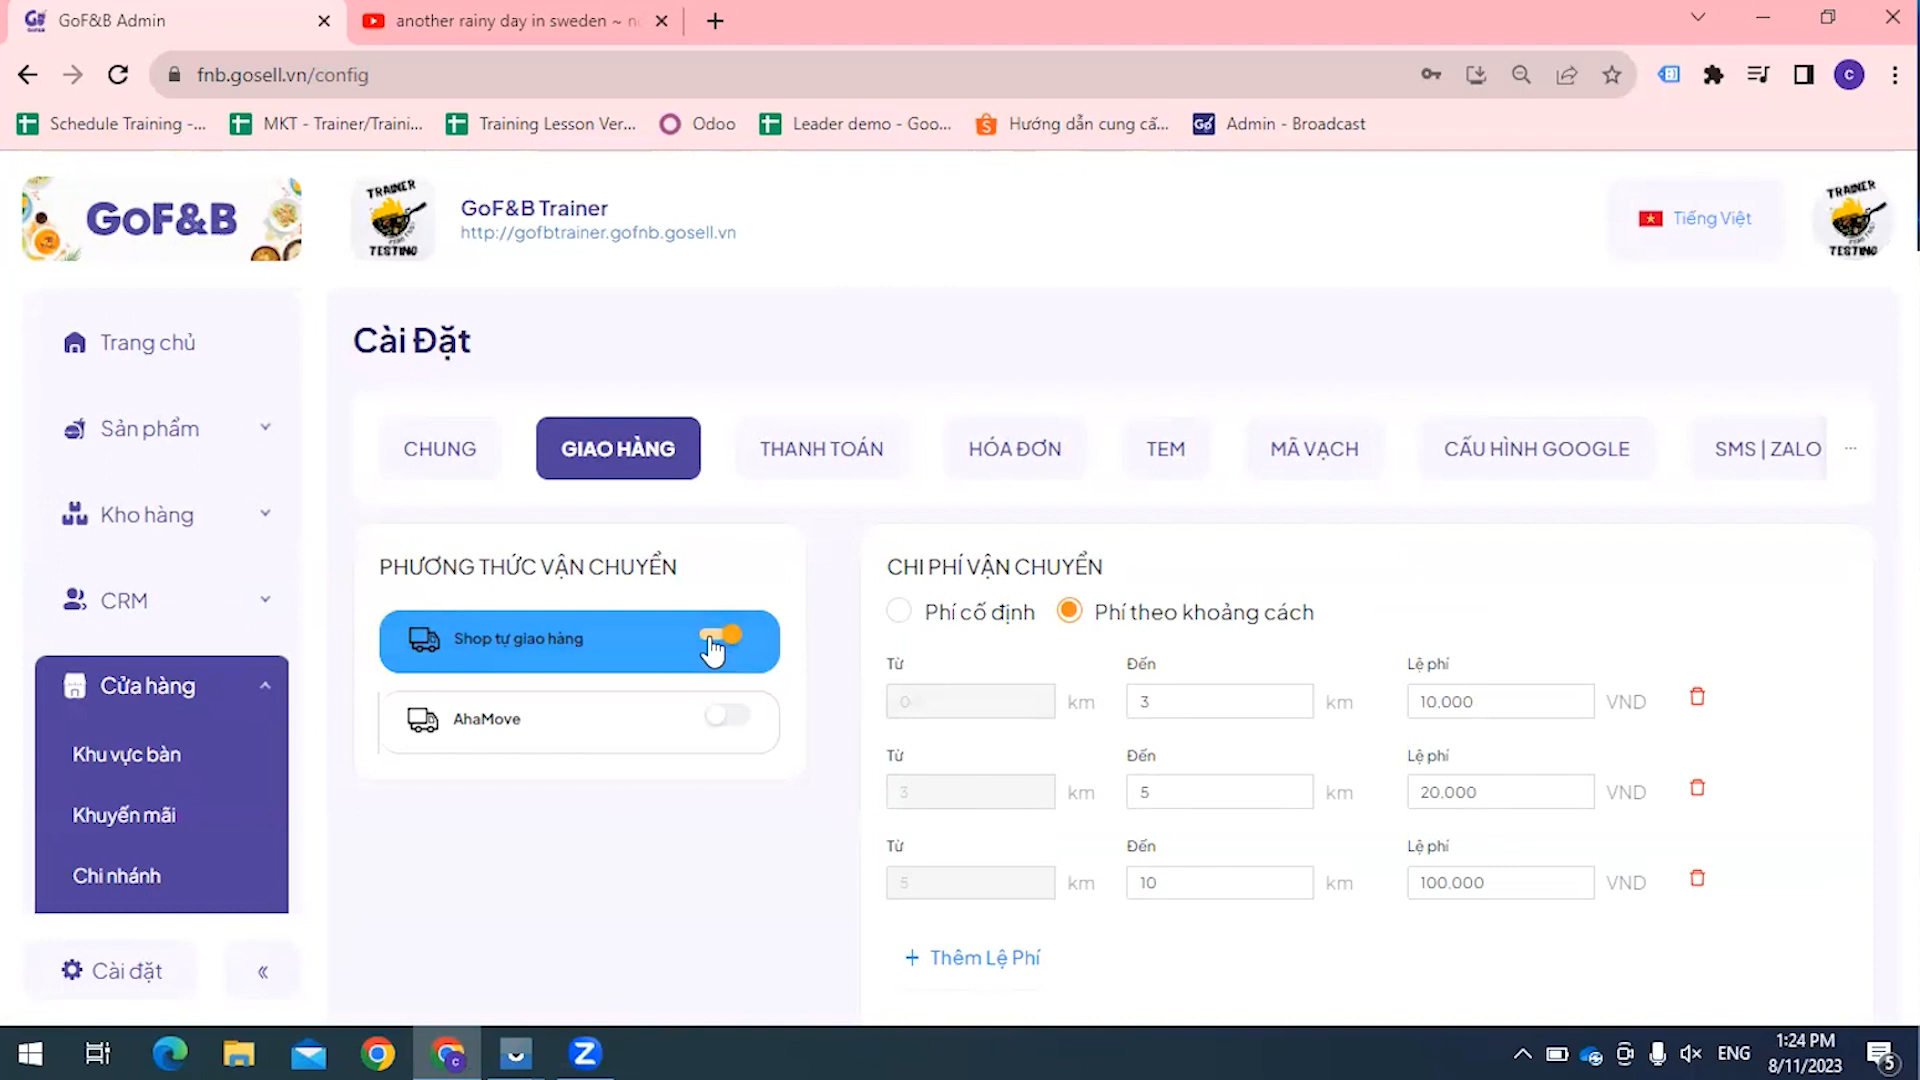 GoF&B Admin
another rainy day in sweden ~
fnb.gosell.vn/config
Schedule Training -...
MKT - Trainer/Traini...
Training Lesson Ver...
Odoo
Leader demo - Goo...
Hướng dẫn cung cấ...
Admin - Broadcast
GoF&B
TRAINER
TESTING
GoF&B Trainer
http://gofbtrainer.gofnb.gosell.vn
Tiếng Việt
TRAINER
TESTING
Trang chủ
Sản phẩm
Kho hàng
CRM
Cửa hàng
Khu vực bàn
Khuyến mãi
Chi nhánh
Cài đặt
Cài Đặt
CHUNG
GIAO HÀNG
THANH TOÁN
HÓA ĐƠN
TEM
MÃ VẠCH
CẤU HÌNH GOOGLE
SMS | ZALO
...
PHƯƠNG THỨC VẬN CHUYỂN
Shop tự giao hàng
AhaMove
CHI PHÍ VẬN CHUYỂN
Phí cố định
Phí theo khoảng cách
Từ
Đến
Lệ phí
0 km
3 km
10.000 VND
Từ
Đến
Lệ phí
3 km
5 km
20.000 VND
Từ
Đến
Lệ phí
5 km
10 km
100.000 VND
+ Thêm Lệ Phí
ENG
1:24 PM
8/11/2023
5